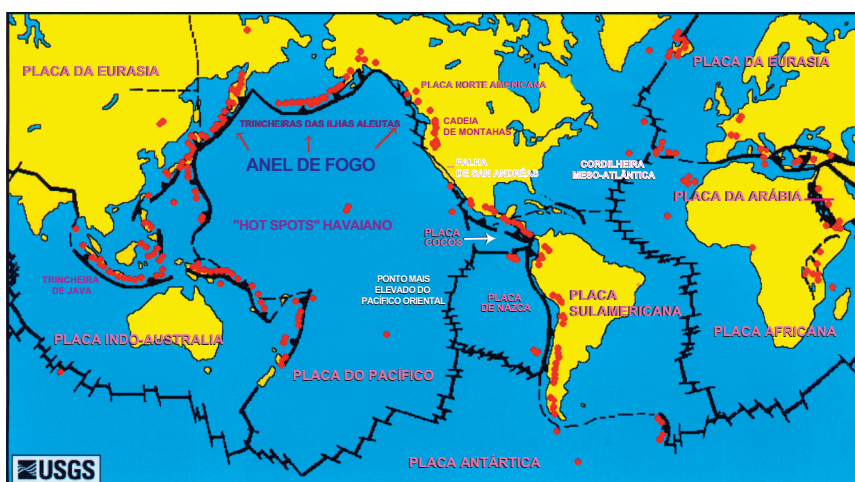 PLACA DA EURASIA
PLACA DA EURASIA
PLACA NORTE AMERICANA
TRINCHEIRAS DAS ILHAS ALEUTAS
CADEIA
DE MONTAHAS
ANEL DE FOGO
FALHA
DE SAN ANDRÉAS
CORDILHEIRA
MESO-ATLÂNTICA
PLACA DA ARÁBIA
"HOT SPOTS" HAVAIANO
PLACA
COCOS
TRINCHEIRA
DE JAVA
PONTO MAIS
ELEVADO DO
PACÍFICO ORIENTAL
PLACA
DE NAZCA
PLACA
SULAMERICANA
PLACA INDO-AUSTRALIA
PLACA AFRICANA
PLACA DO PACÍFICO
PLACA ANTÁRTICA
USGS